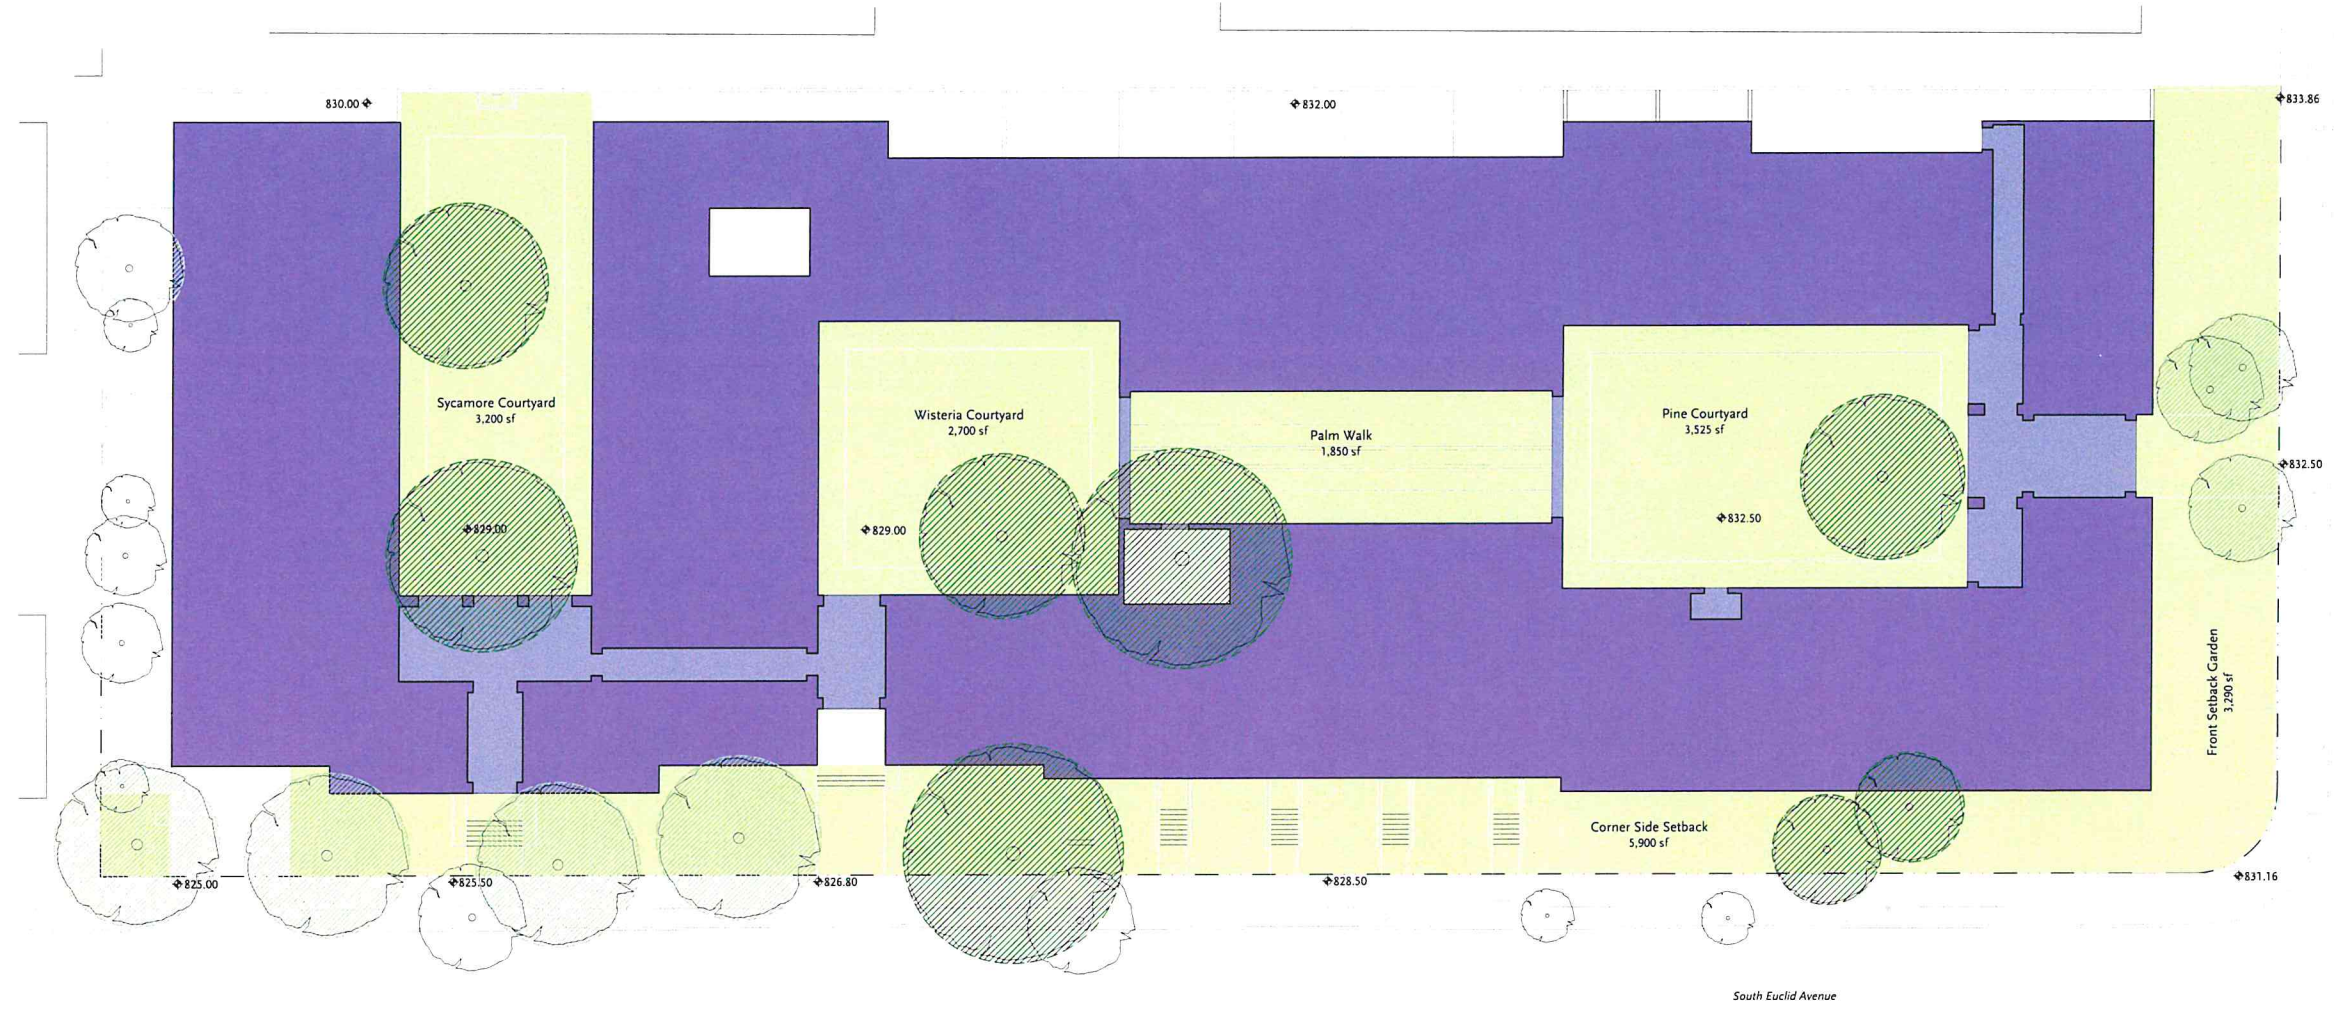 830.00
832.00
833.86
Sycamore Courtyard
3,200 sf
Wisteria Courtyard
2,700 sf
Palm Walk
1,850 sf
Pine Courtyard
3,525 sf
832.50
829.00
829.00
832.50
Front Setback Garden
3,290 sf
Corner Side Setback
5,900 sf
825.00
825.50
826.80
828.50
831.16
South Euclid Avenue